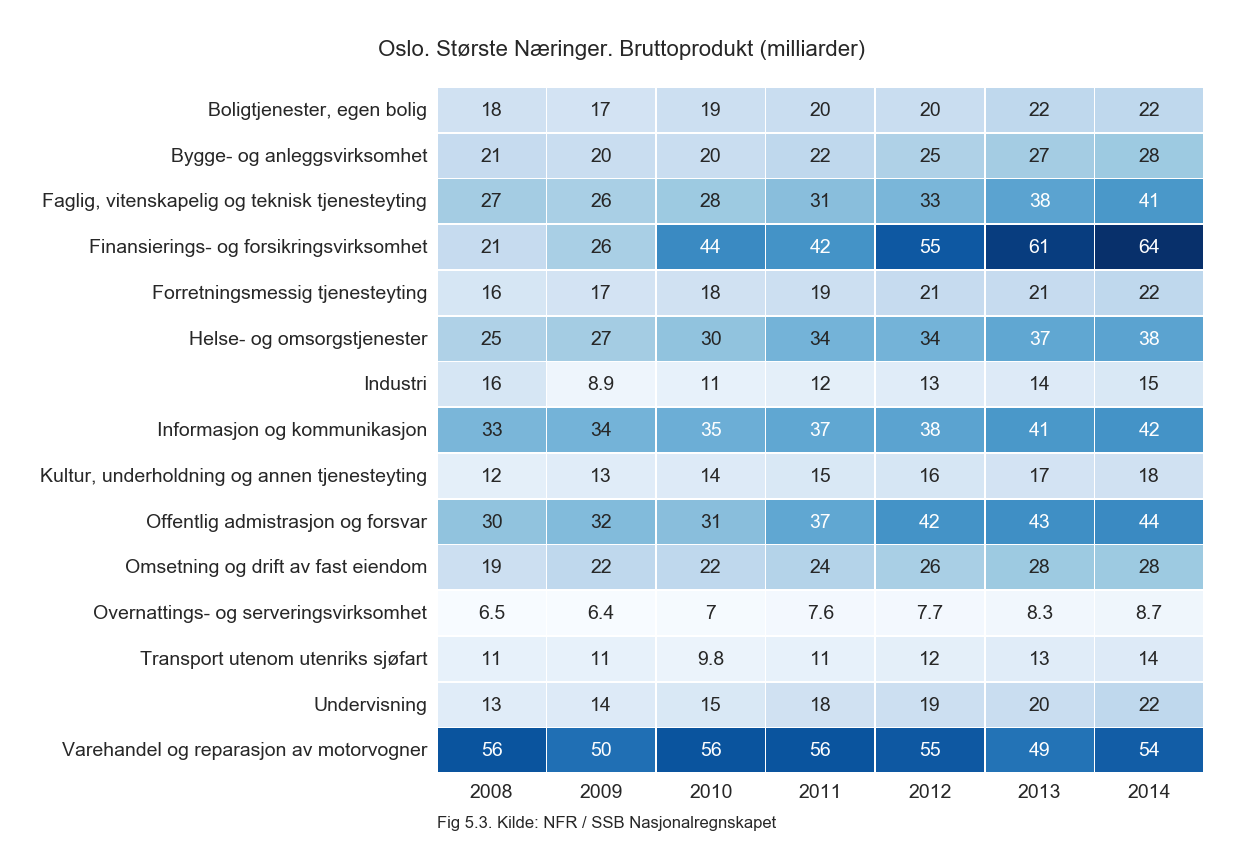 Oslo. Største Næringer. Bruttoprodukt (milliarder)
Boligtjenester, egen bolig 18 17 19 20 20 22 22
Bygge- og anleggsvirksomhet 21 20 20 22 25 27 28
Faglig, vitenskapelig og teknisk tjenesteyting 27 26 28 31 33 38 41
Finansierings- og forsikringsvirksomhet 21 26 44 42 55 61 64
Forretningsmessig tjenesteyting 16 17 18 19 21 21 22
Helse- og omsorgstjenester 25 27 30 34 34 37 38
Industri 16 8.9 11 12 13 14 15
Informasjon og kommunikasjon 33 34 35 37 38 41 42
Kultur, underholdning og annen tjenesteyting 12 13 14 15 16 17 18
Offentlig admistrasjon og forsvar 30 32 31 37 42 43 44
Omsetning og drift av fast eiendom 19 22 22 24 26 28 28
Overnattings- og serveringsvirksomhet 6.5 6.4 7 7.6 7.7 8.3 8.7
Transport utenom utenriks sjøfart 11 11 9.8 11 12 13 14
Undervisning 13 14 15 18 19 20 22
Varehandel og reparasjon av motorvogner 56 50 56 56 55 49 54
2008 2009 2010 2011 2012 2013 2014
Fig 5.3. Kilde: NFR / SSB Nasjonalregnskapet